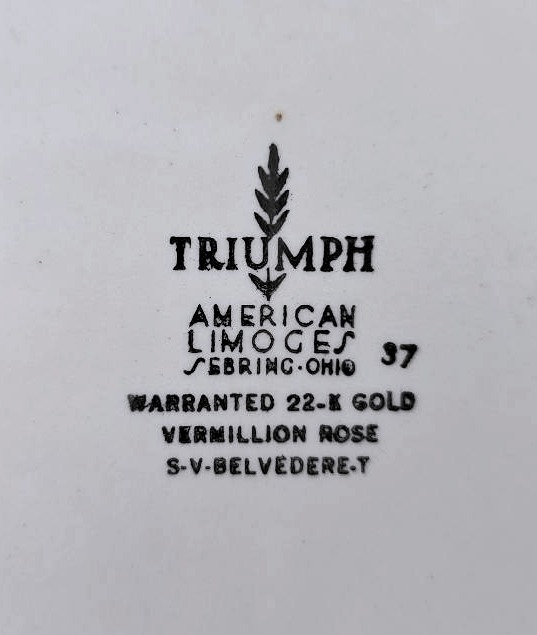 TRIUMPH
AMERICAN
LIMOGES
SEBRING·OHIO 37
WARRANTED 22-K GOLD
VERMILLION ROSE
S-V-BELVEDERE-T